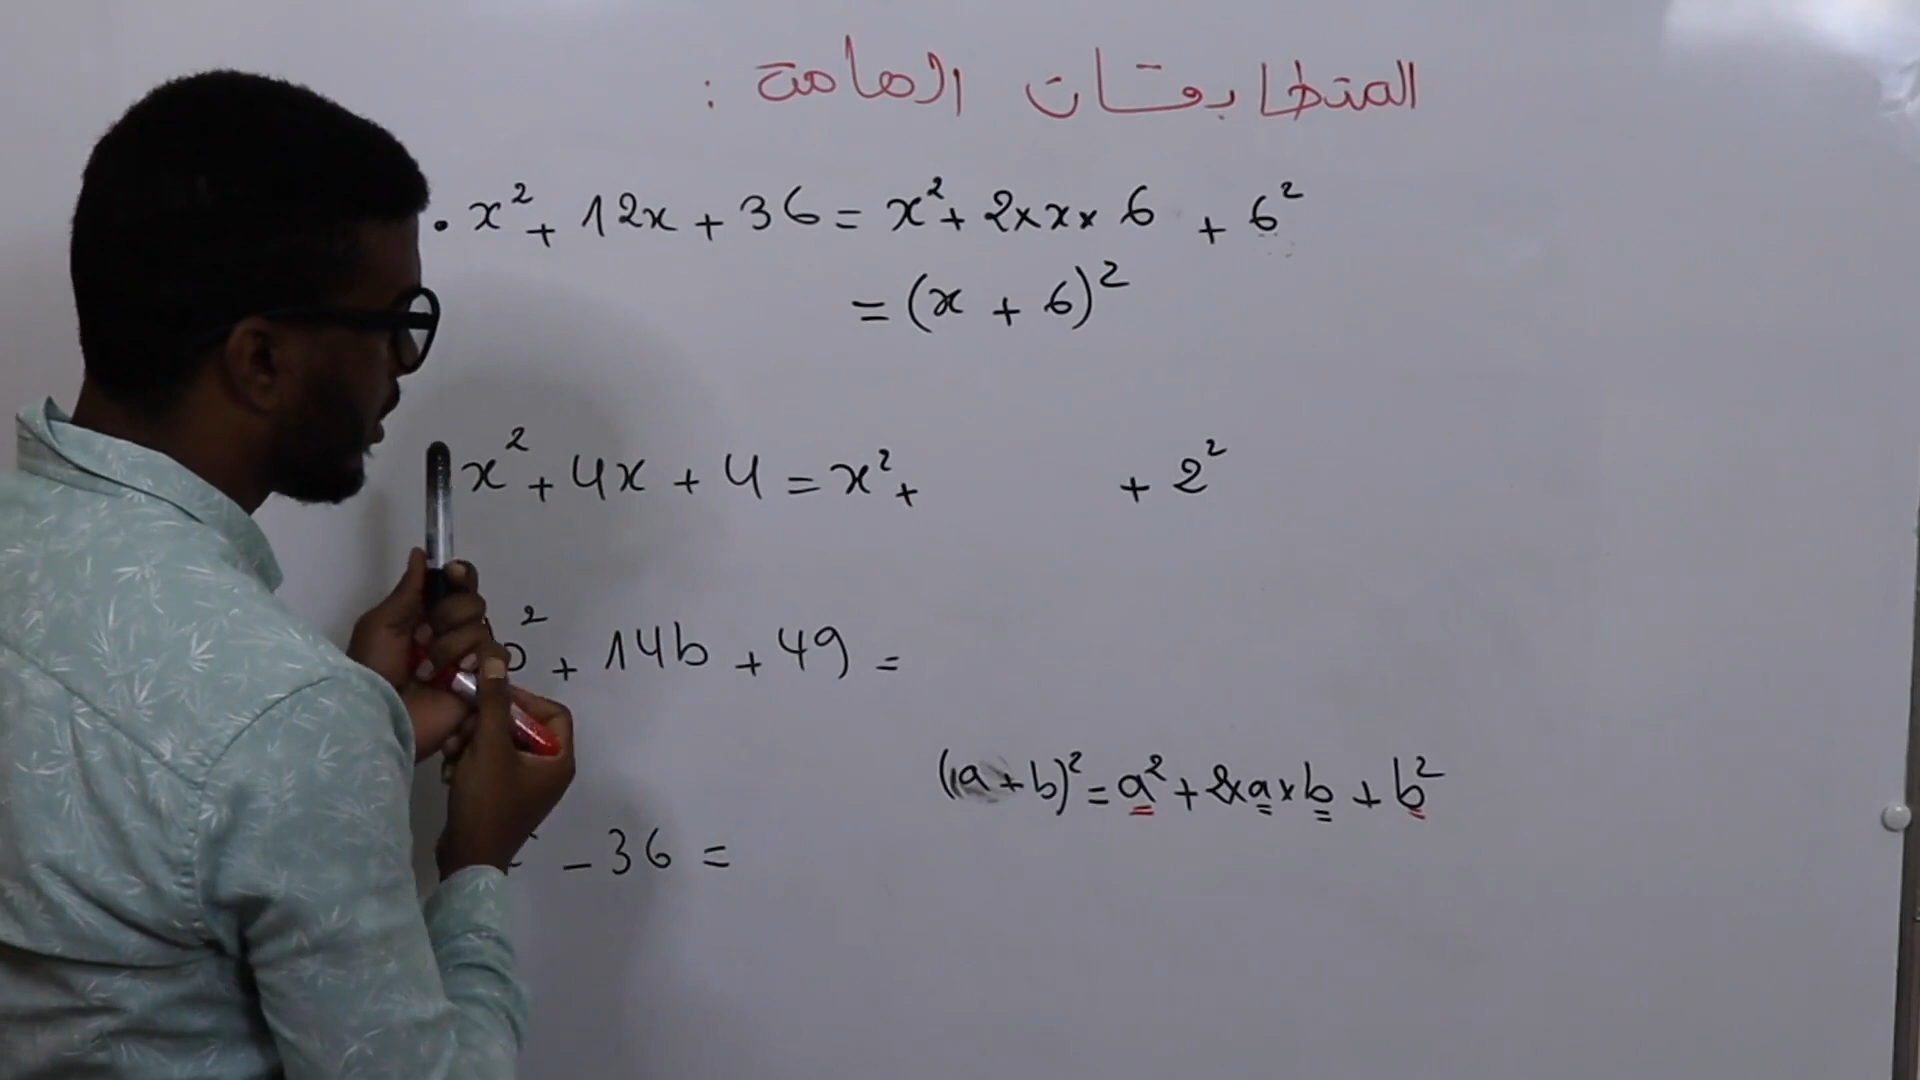 المتطابقات الهامة :
• x² + 12x + 36 = x² + 2×x×6 + 6²
= (x + 6)²
x² + 4x + 4 = x² + + 2²
b² + 14b + 49 =
- 36 =
(a + b)² = a² + 2×a×b + b²